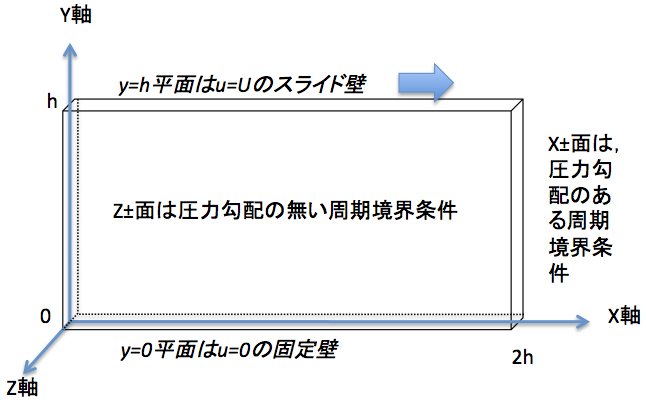 Y軸
y=h平面はu=Uのスライド壁
h
X±面は,
圧力勾
配のあ
る周期
境界条
件
Z±面は圧力勾配の無い周期境界条件
0
X軸
y=0平面はu=0の固定壁
2h
Z軸